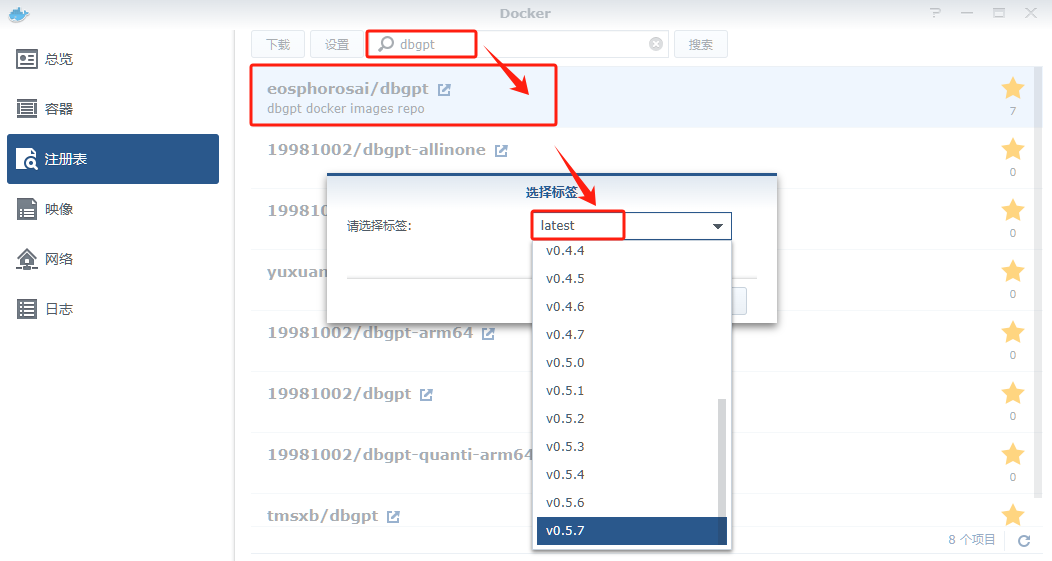 Docker
总览
容器
注册表
映像
网络
日志
下载 设置 dbgpt 搜索
eosphorosai/dbgpt
dbgpt docker images repo
7
19981002/dbgpt-allinone
0
0
yuxuan
0
19981002/dbgpt-arm64
0
19981002/dbgpt
0
19981002/dbgpt-quanti-arm64
0
tmsxb/dbgpt
8 个项目
选择标签
请选择标签: latest
v0.4.4
v0.4.5
v0.4.6
v0.4.7
v0.5.0
v0.5.1
v0.5.2
v0.5.3
v0.5.4
v0.5.6
v0.5.7